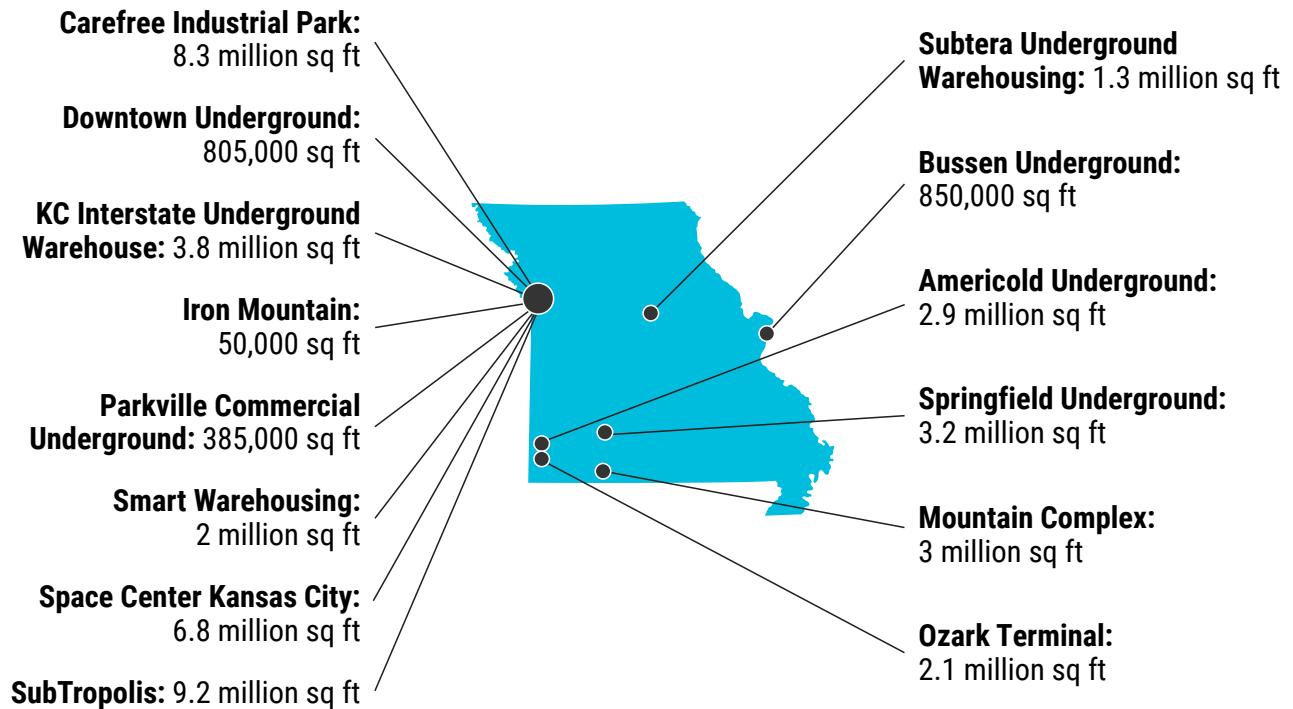 Carefree Industrial Park:
8.3 million sq ft
Downtown Underground:
805,000 sq ft
KC Interstate Underground
Warehouse: 3.8 million sq ft
Iron Mountain:
50,000 sq ft
Parkville Commercial
Underground: 385,000 sq ft
Smart Warehousing:
2 million sq ft
Space Center Kansas City:
6.8 million sq ft
SubTropolis: 9.2 million sq ft
Subtera Underground
Warehousing: 1.3 million sq ft
Bussen Underground:
850,000 sq ft
Americold Underground:
2.9 million sq ft
Springfield Underground:
3.2 million sq ft
Mountain Complex:
3 million sq ft
Ozark Terminal:
2.1 million sq ft